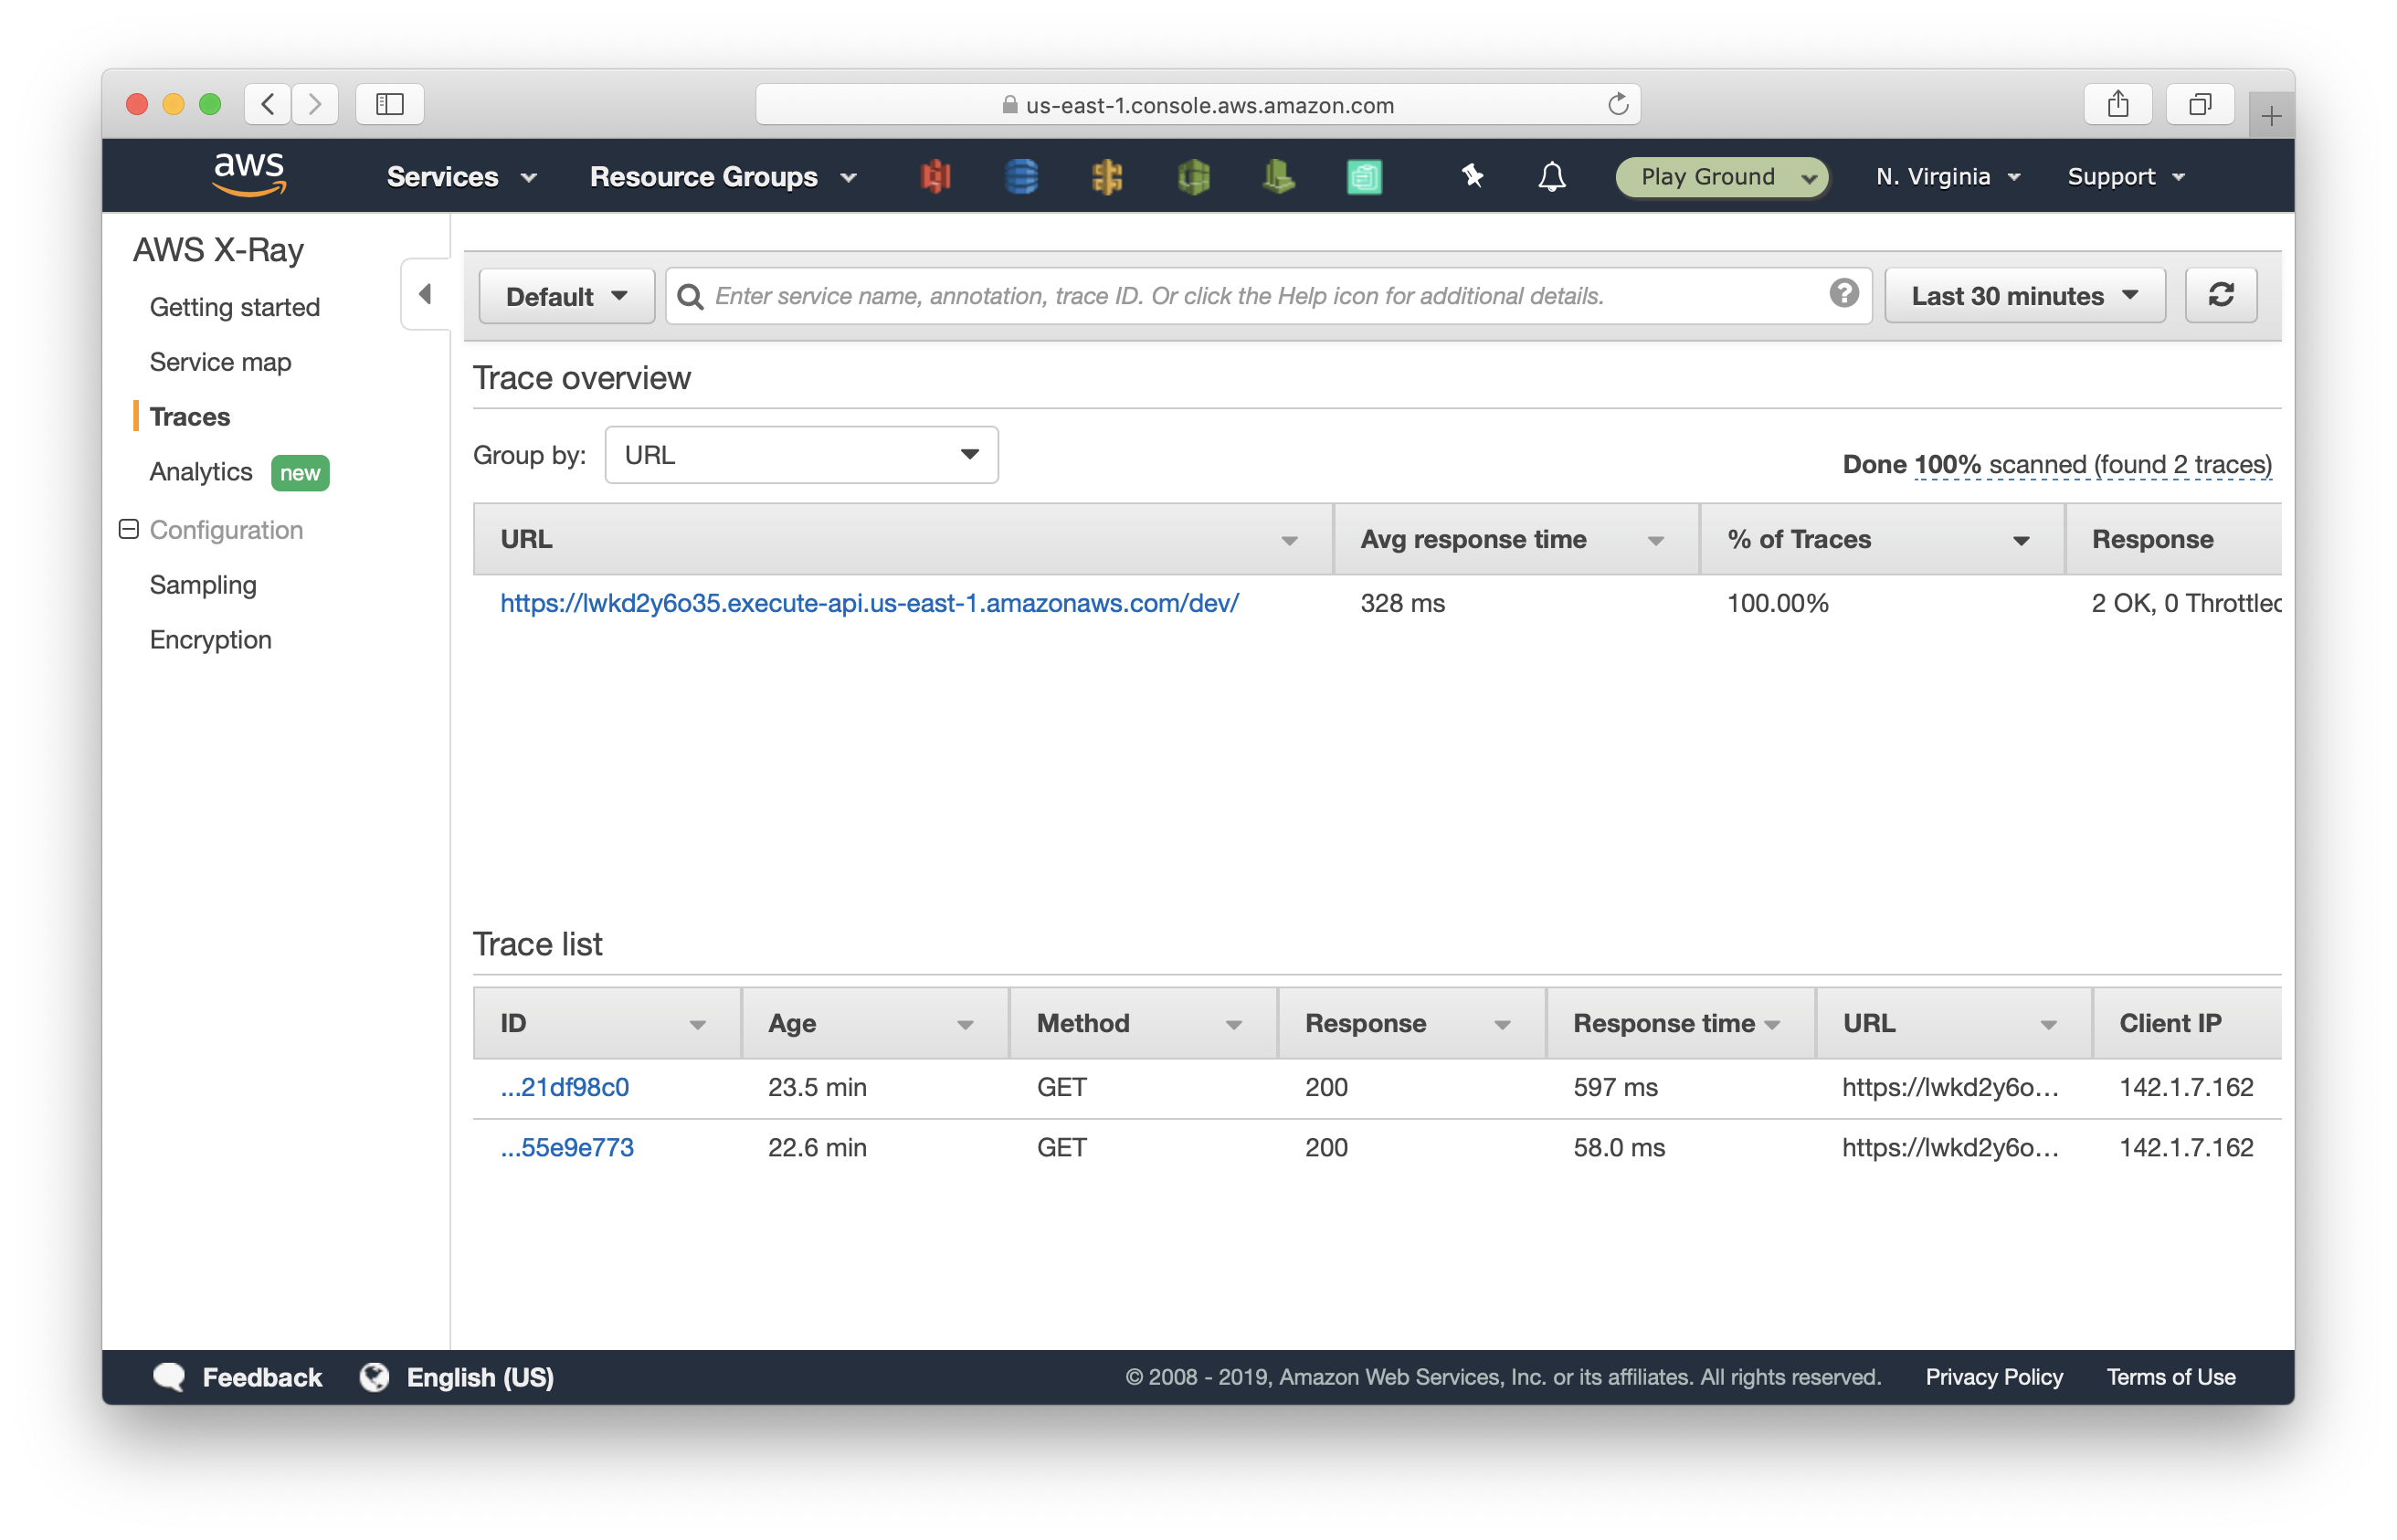 us-east-1.console.aws.amazon.com
aws Services Resource Groups Play Ground N. Virginia Support
AWS X-Ray
Getting started
Service map
Traces
Analytics new
Configuration
Sampling
Encryption
Default Enter service name, annotation, trace ID. Or click the Help icon for additional details. ? Last 30 minutes
Trace overview
Group by: URL
Done 100% scanned (found 2 traces)
URL Avg response time % of Traces Response
https://lwkd2y6o35.execute-api.us-east-1.amazonaws.com/dev/ 328 ms 100.00% 2 OK, 0 Throttled
Trace list
ID Age Method Response Response time URL Client IP
...21df98c0 23.5 min GET 200 597 ms https://lwkd2y6o... 142.1.7.162
...55e9e773 22.6 min GET 200 58.0 ms https://lwkd2y6o... 142.1.7.162
Feedback English (US) © 2008 - 2019, Amazon Web Services, Inc. or its affiliates. All rights reserved. Privacy Policy Terms of Use